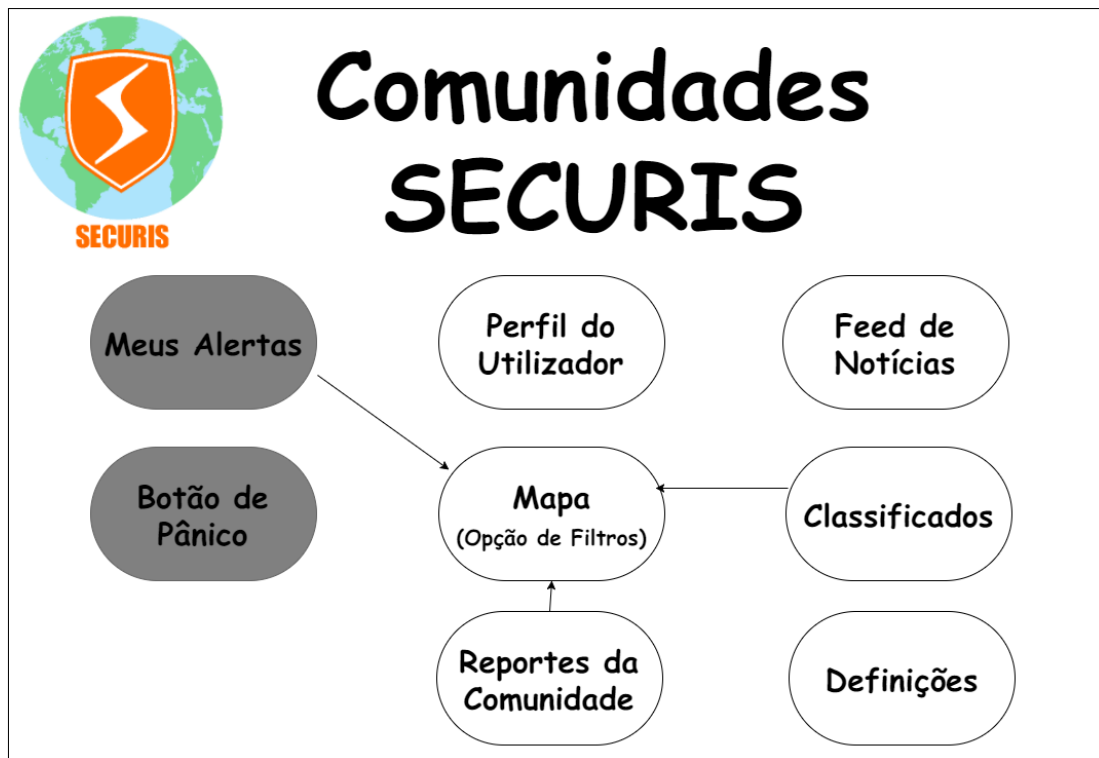 Comunidades
SECURIS
SECURIS
Meus Alertas
Perfil do
Utilizador
Feed de
Notícias
Botão de
Pânico
Mapa
(Opção de Filtros)
Classificados
Reportes da
Comunidade
Definições